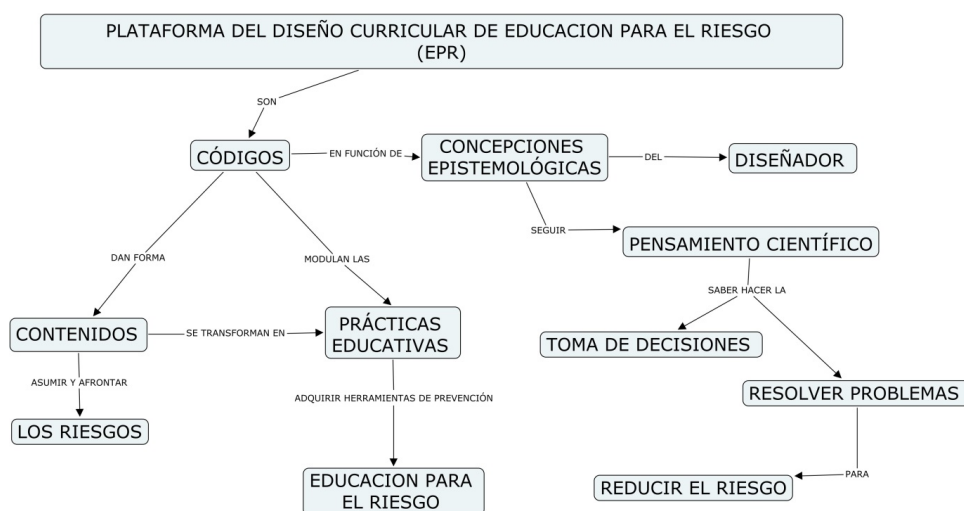 PLATAFORMA DEL DISEÑO CURRICULAR DE EDUCACION PARA EL RIESGO
(EPR)
SON
CÓDIGOS
EN FUNCIÓN DE
CONCEPCIONES
EPISTEMOLÓGICAS
DEL
DISEÑADOR
SEGUIR
PENSAMIENTO CIENTÍFICO
DAN FORMA
MODULAN LAS
SABER HACER LA
CONTENIDOS
SE TRANSFORMAN EN
PRÁCTICAS
EDUCATIVAS
TOMA DE DECISIONES
ASUMIR Y AFRONTAR
ADQUIRIR HERRAMIENTAS DE PREVENCIÓN
RESOLVER PROBLEMAS
LOS RIESGOS
EDUCACION PARA
EL RIESGO
PARA
REDUCIR EL RIESGO